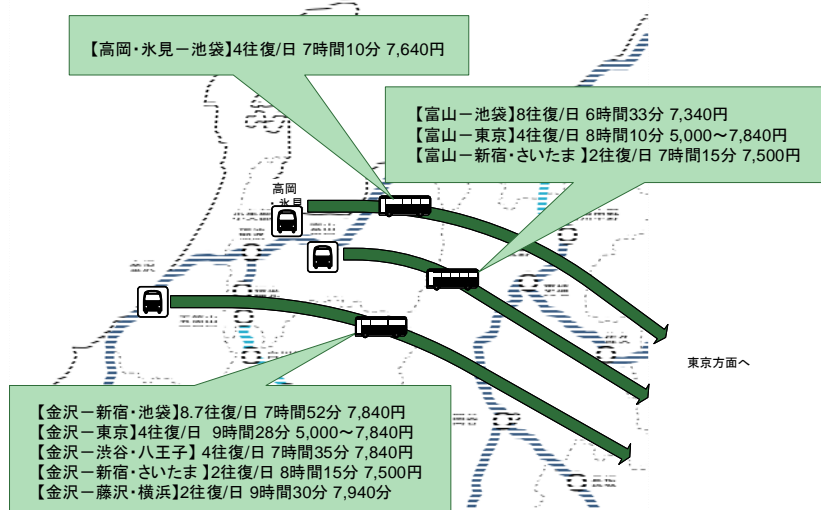 【高岡・氷見－池袋】4往復/日 7時間10分 7,640円
【富山－池袋】8往復/日 6時間33分 7,340円
【富山－東京】4往復/日 8時間10分 5,000～7,840円
【富山－新宿・さいたま 】2往復/日 7時間15分 7,500円
高岡
・氷見
東京方面へ
【金沢－新宿・池袋】8.7往復/日 7時間52分 7,840円
【金沢－東京】4往復/日 9時間28分 5,000～7,840円
【金沢－渋谷・八王子】 4往復/日 7時間35分 7,840円
【金沢－新宿・さいたま 】2往復/日 8時間15分 7,500円
【金沢－藤沢・横浜】2往復/日 9時間30分 7,940分